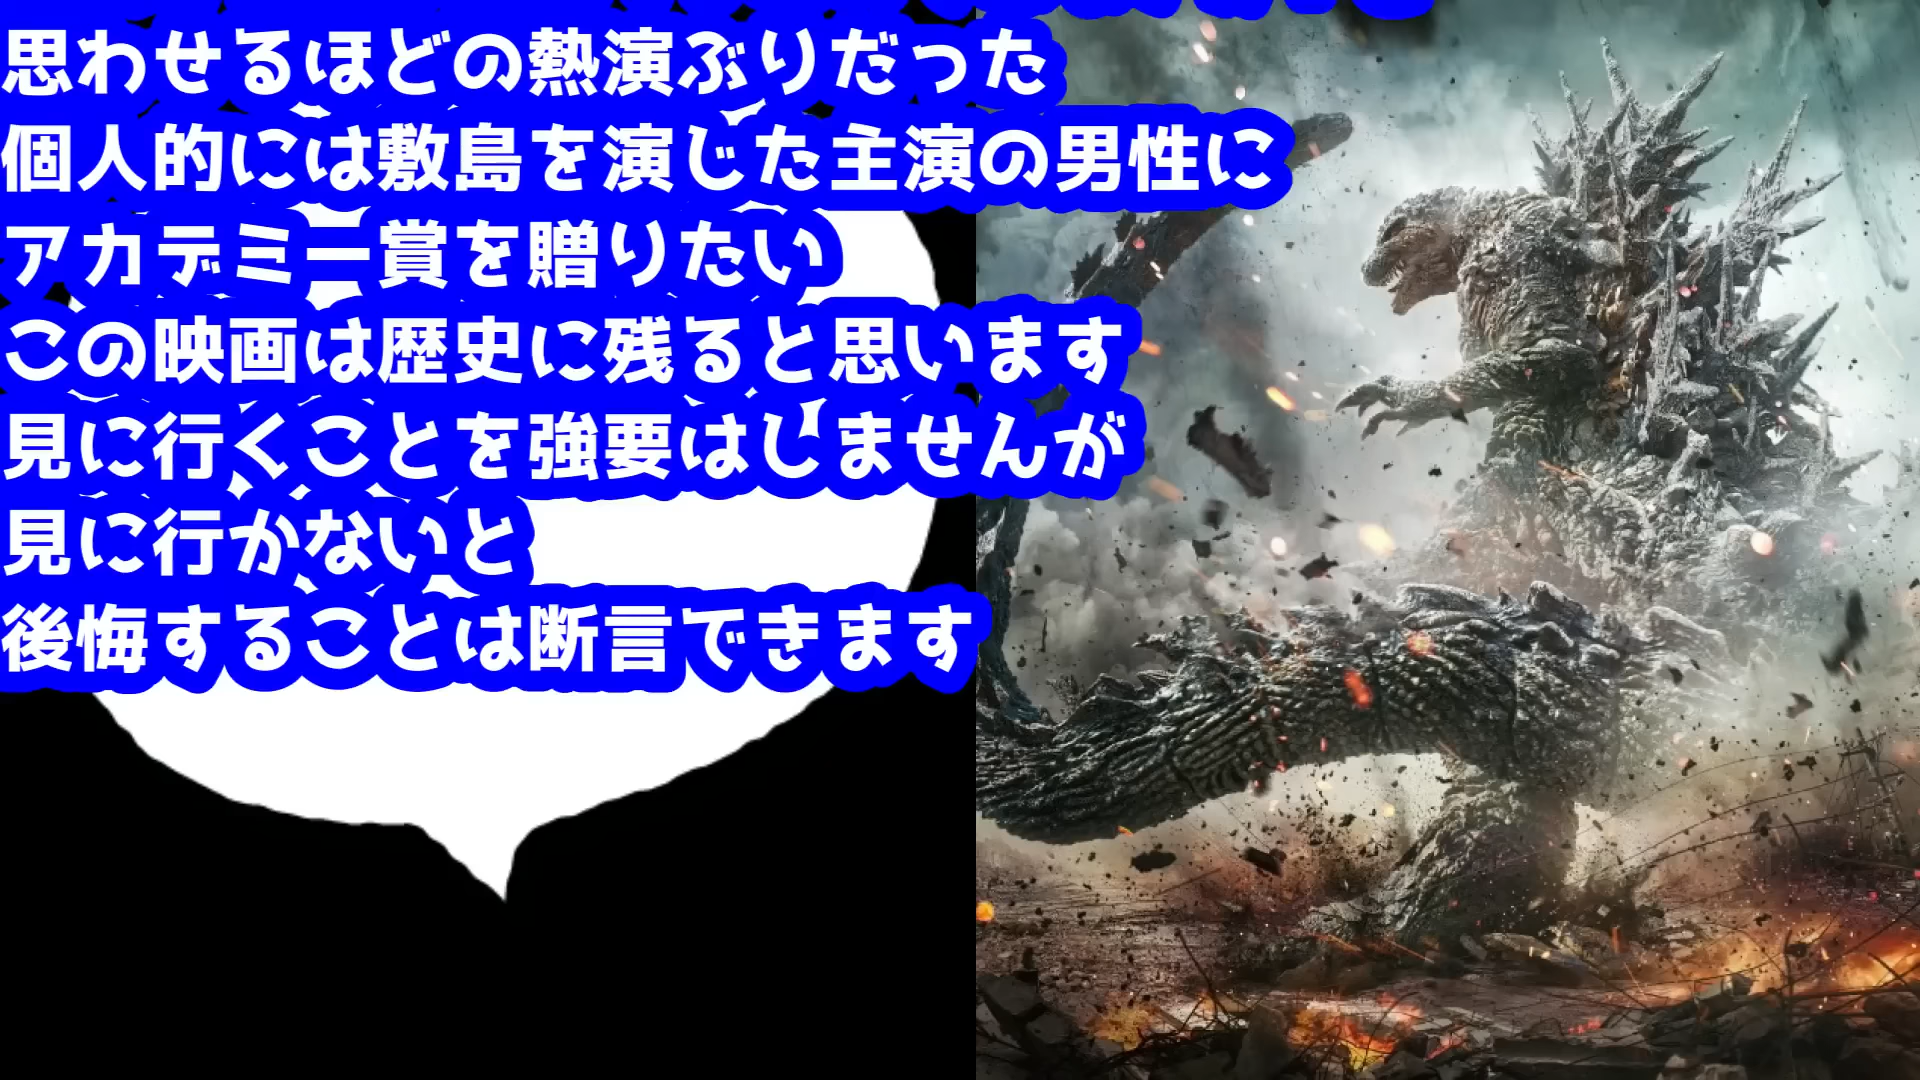 思わせるほどの熱演ぶりだった
個人的には敷島を演じた主演の男性に
アカデミー賞を贈りたい
この映画は歴史に残ると思います
見に行くことを強要はしませんが
見に行かないと
後悔することは断言できます